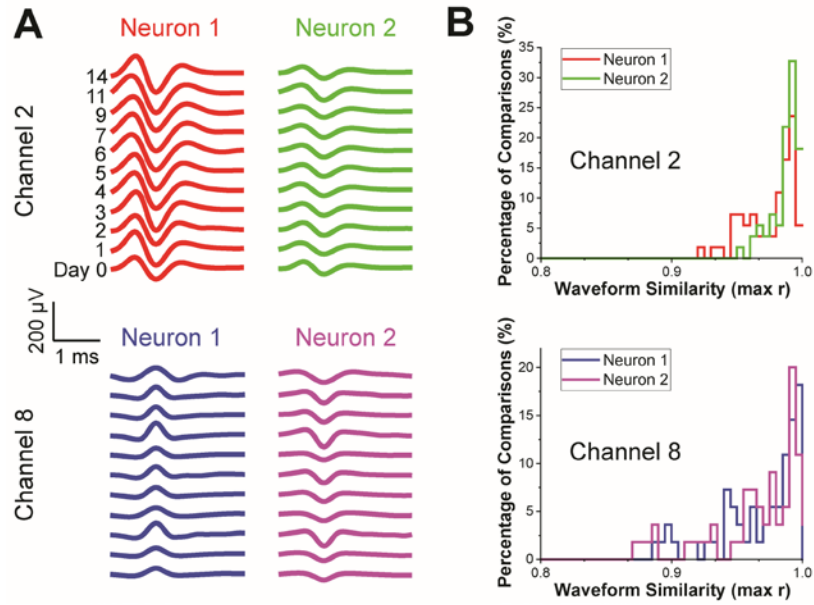 A
Neuron 1
Neuron 2
Channel 2
14
11
9
7
6
5
4
3
2
1
Day 0
200 μV
1 ms
Neuron 1
Neuron 2
Channel 8
B
Percentage of Comparisons (%)
35
30
25
20
15
10
5
0
Neuron 1
Neuron 2
Channel 2
0.8
0.9
1.0
Waveform Similarity (max r)
Percentage of Comparisons (%)
20
15
10
5
0
Neuron 1
Neuron 2
Channel 8
0.8
0.9
1.0
Waveform Similarity (max r)